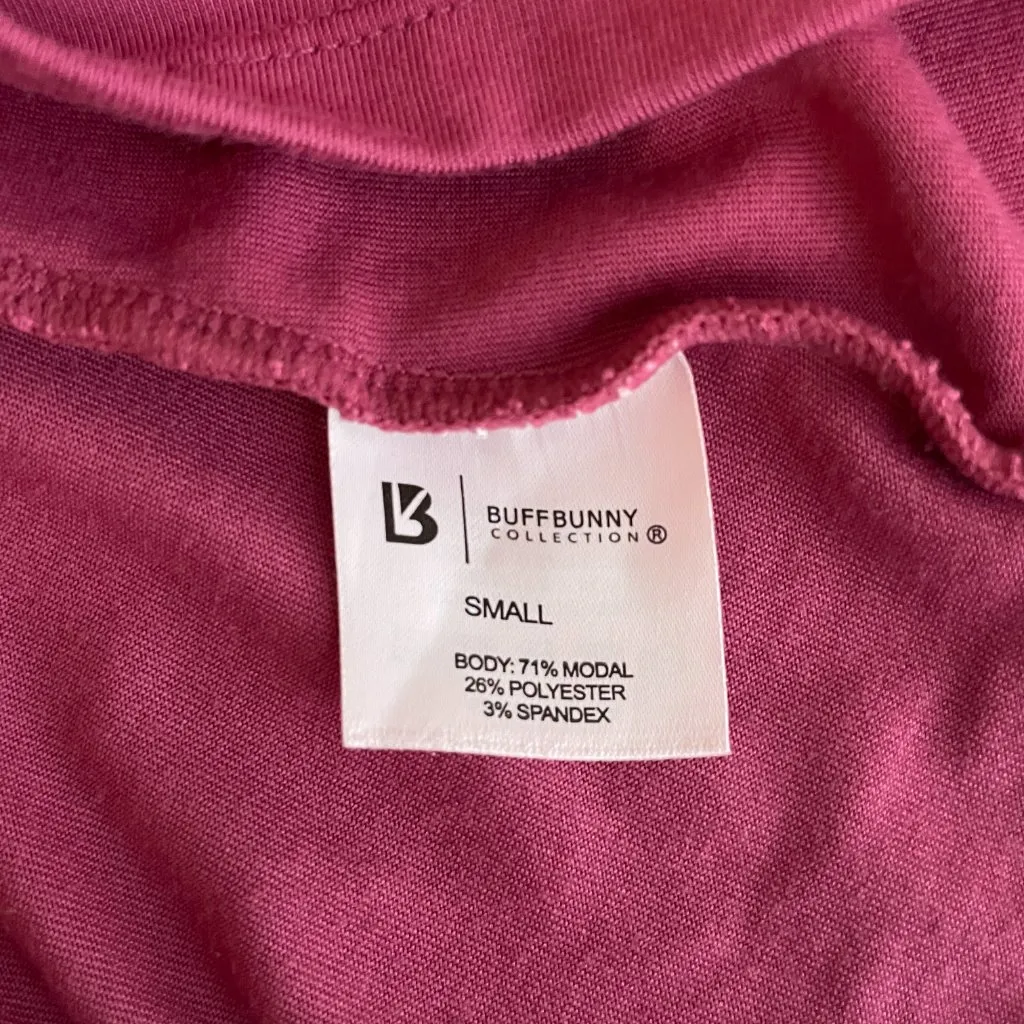 BUFFBUNNY
COLLECTION®
SMALL
BODY: 71% MODAL
26% POLYESTER
3% SPANDEX